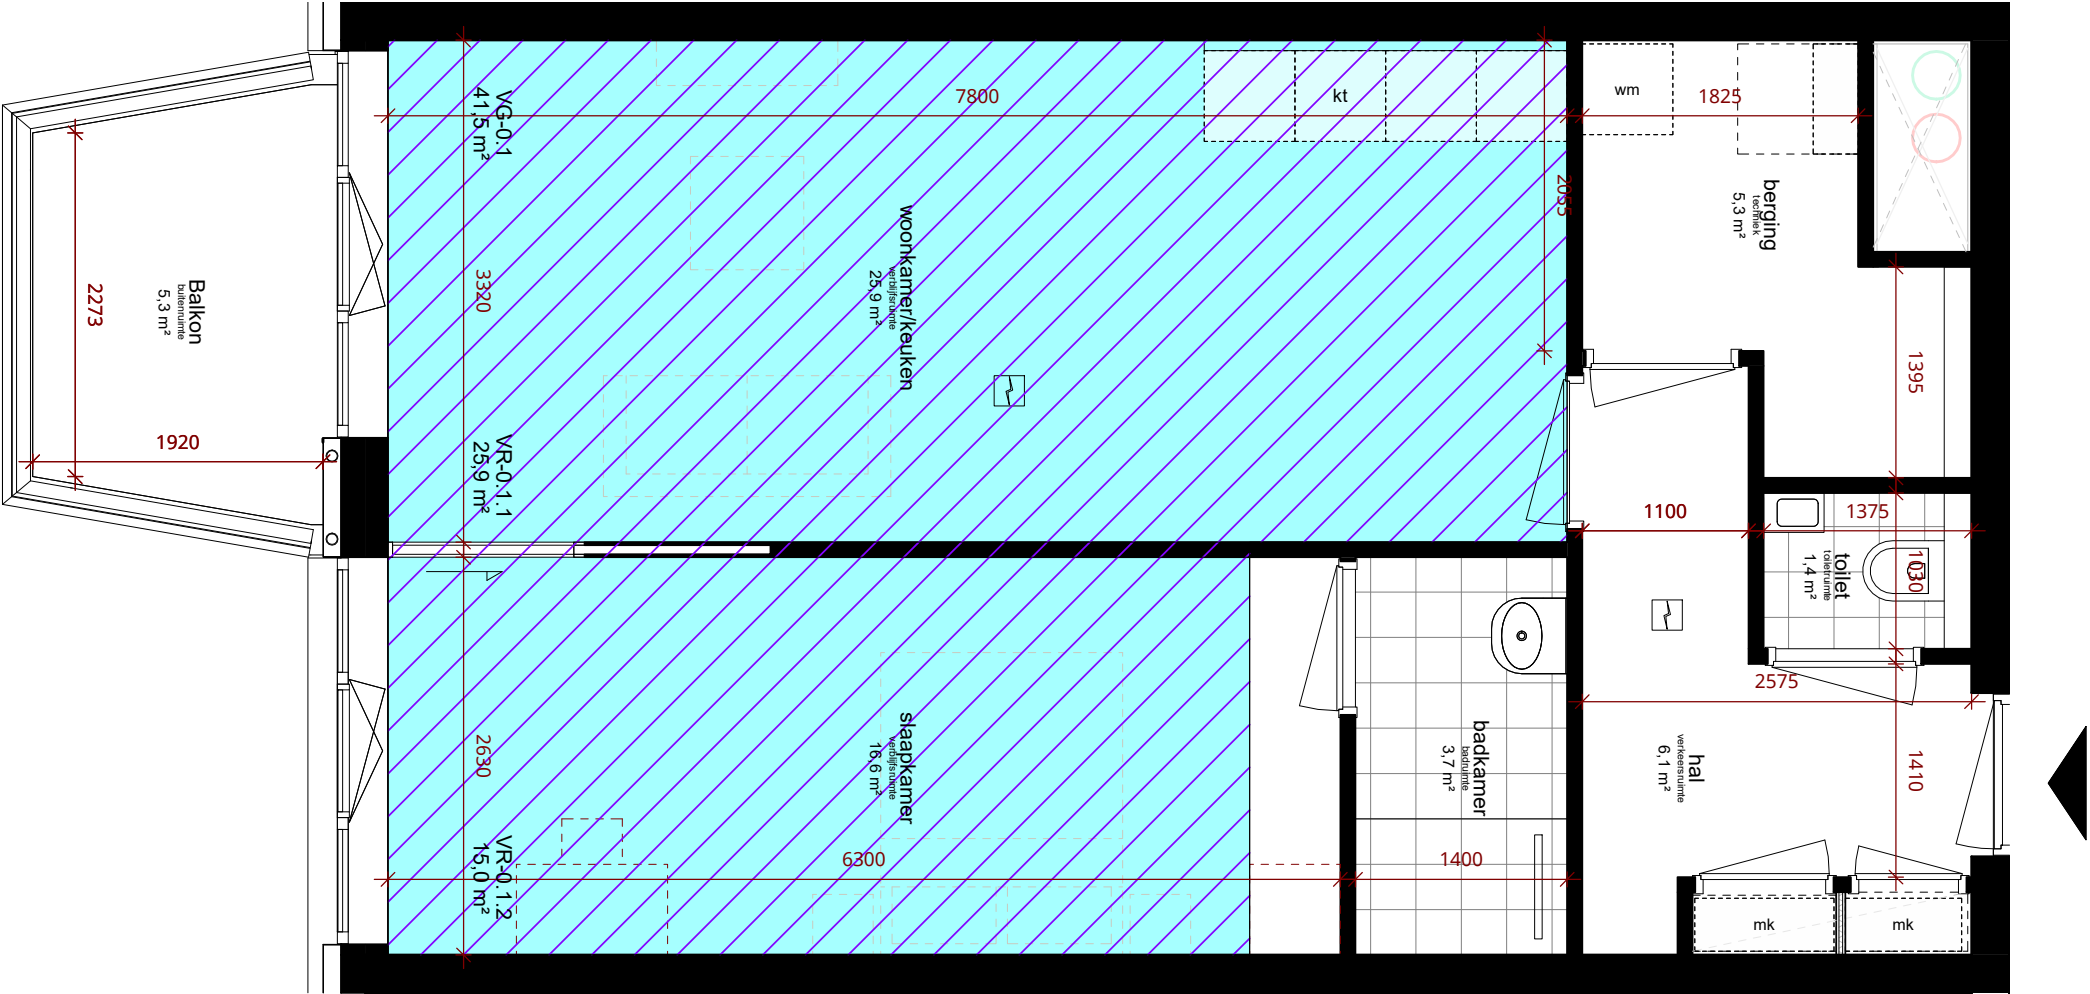 VG-0.1
41,5 m²
7800
kt
wm
1825
2055
berging
techniek
5,3 m²
woonkamer/keuken
verblijfsruimte
25,9 m²
3320
2273
Balkon
buitenruimte
5,3 m²
1920
1395
VR-0.1.1
25,9 m²
1100
1375
toilet
toiletruimte
1,4 m²
1030
2575
slaapkamer
verblijfsruimte
16,6 m²
2630
badkamer
badruimte
3,7 m²
hal
verkeersruimte
6,1 m²
1410
VR-0.1.2
15,0 m²
6300
1400
mk
mk